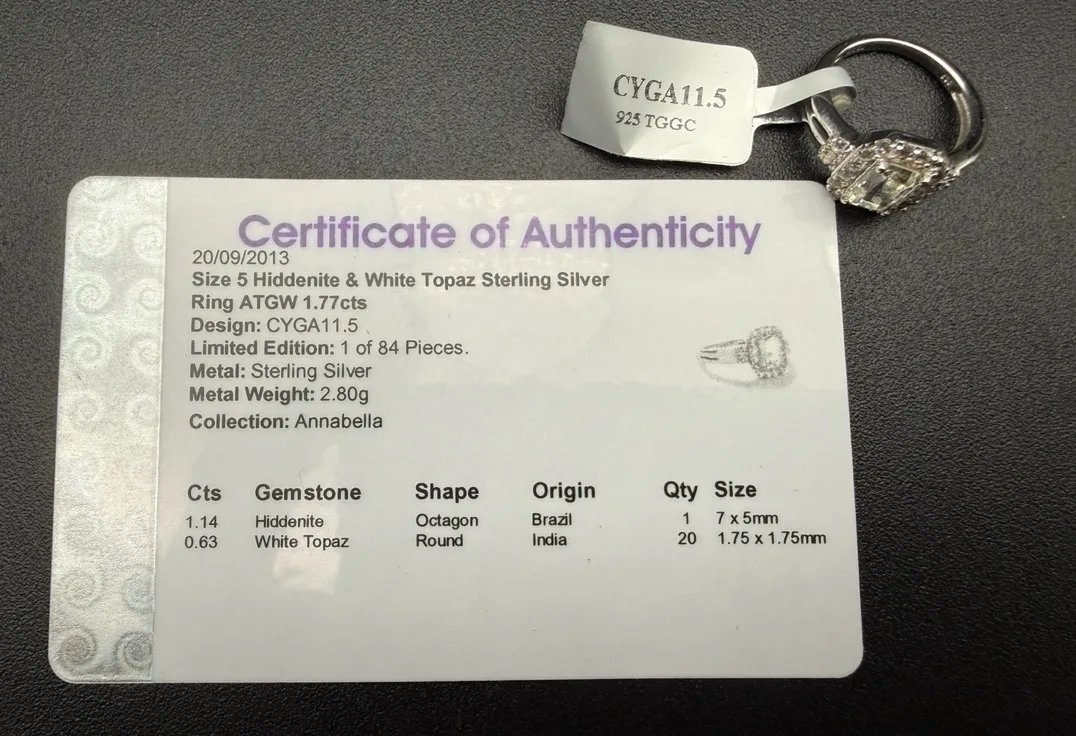 CYGA11.5
925 TGGC
Certificate of Authenticity
20/09/2013
Size 5 Hiddenite & White Topaz Sterling Silver
Ring ATGW 1.77cts
Design: CYGA11.5
Limited Edition: 1 of 84 Pieces.
Metal: Sterling Silver
Metal Weight: 2.80g
Collection: Annabella
Cts Gemstone Shape Origin Qty Size
1.14 Hiddenite Octagon Brazil 1 7 x 5mm
0.63 White Topaz Round India 20 1.75 x 1.75mm